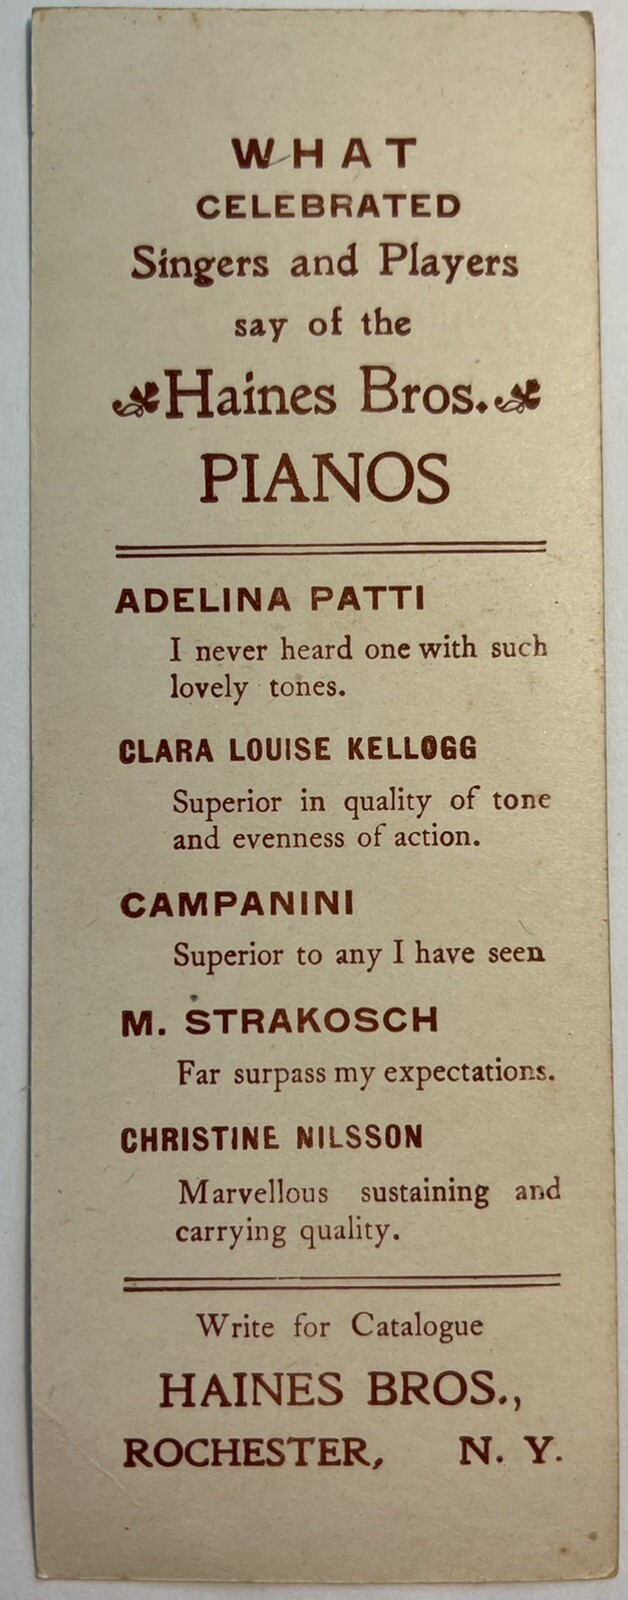 WHAT
CELEBRATED
Singers and Players
say of the
Haines Bros.
PIANOS
ADELINA PATTI
I never heard one with such
lovely tones.
CLARA LOUISE KELLOGG
Superior in quality of tone
and evenness of action.
CAMPANINI
Superior to any I have seen
M. STRAKOSCH
Far surpass my expectations.
CHRISTINE NILSSON
Marvellous sustaining and
carrying quality.
Write for Catalogue
HAINES BROS.,
ROCHESTER, N. Y.